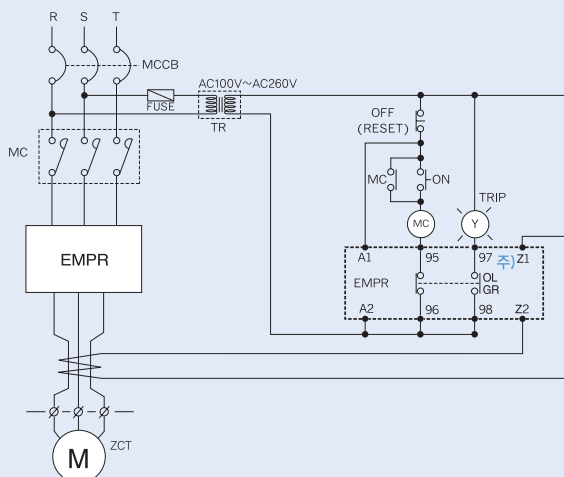 R S T
MCCB
AC100V~AC260V
FUSE
TR
OFF
(RESET)
MC
MC
ON
TRIP
MC
Y
EMPR
A1 95 97 주) Z1
EMPR
OL
GR
A2 96 98 Z2
ZCT
M